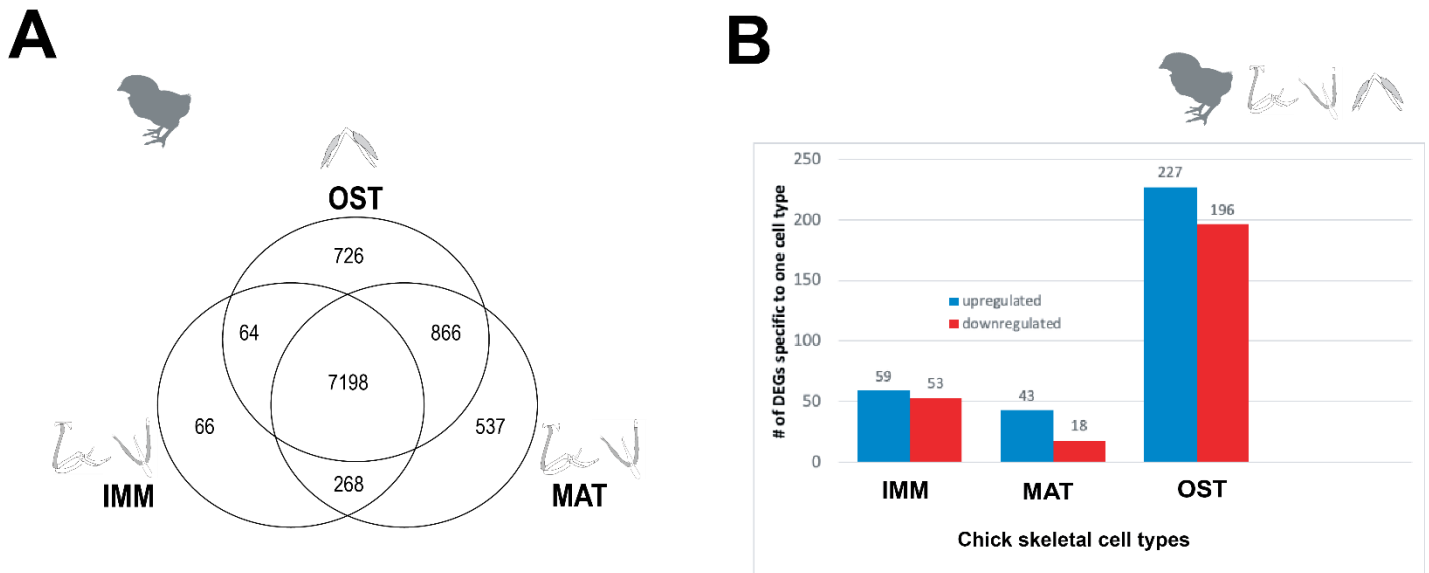 A
OST
726
64
866
7198
66
537
IMM
268
MAT
B
# of DEGs specific to one cell type
250
200
150
100
50
0
upregulated
downregulated
59
53
43
18
227
196
IMM
MAT
OST
Chick skeletal cell types